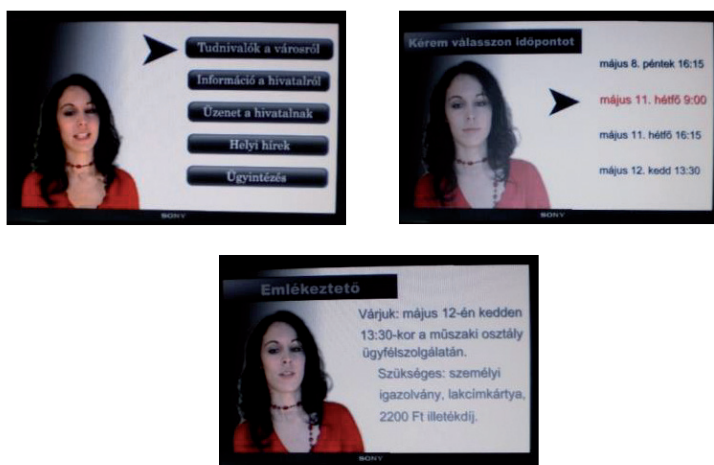 Tudnivalók a városról
Információ a hivatalról
Üzenet a hivatalnak
Helyi hírek
Ügyintézés
SONY
Kérem válasszon időpontot
május 8. péntek 16:15
május 11. hétfő 9:00
május 11. hétfő 16:15
május 12. kedd 13:30
SONY
Emlékeztető
Várjuk: május 12-én kedden
13:30-kor a műszaki osztály
ügyfélszolgálatán.
Szükséges: személyi
igazolvány, lakcímkártya,
2200 Ft illetékdíj.
SONY